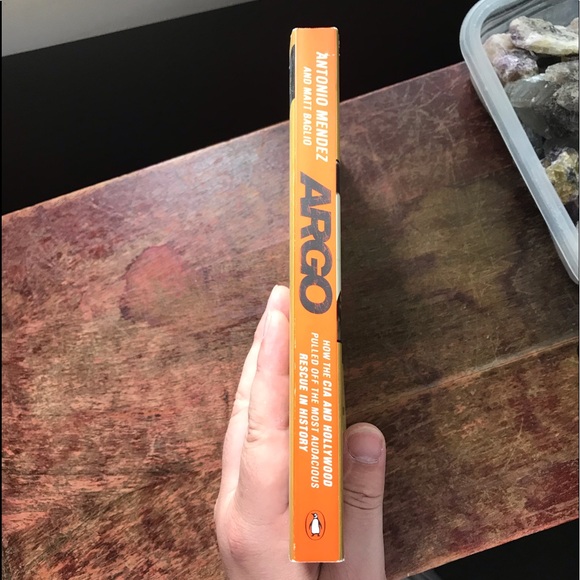 ANTONIO MENDEZ
AND MATT BAGLIO
ARGO
HOW THE CIA AND HOLLYWOOD
PULLED OFF THE MOST AUDACIOUS
RESCUE IN HISTORY